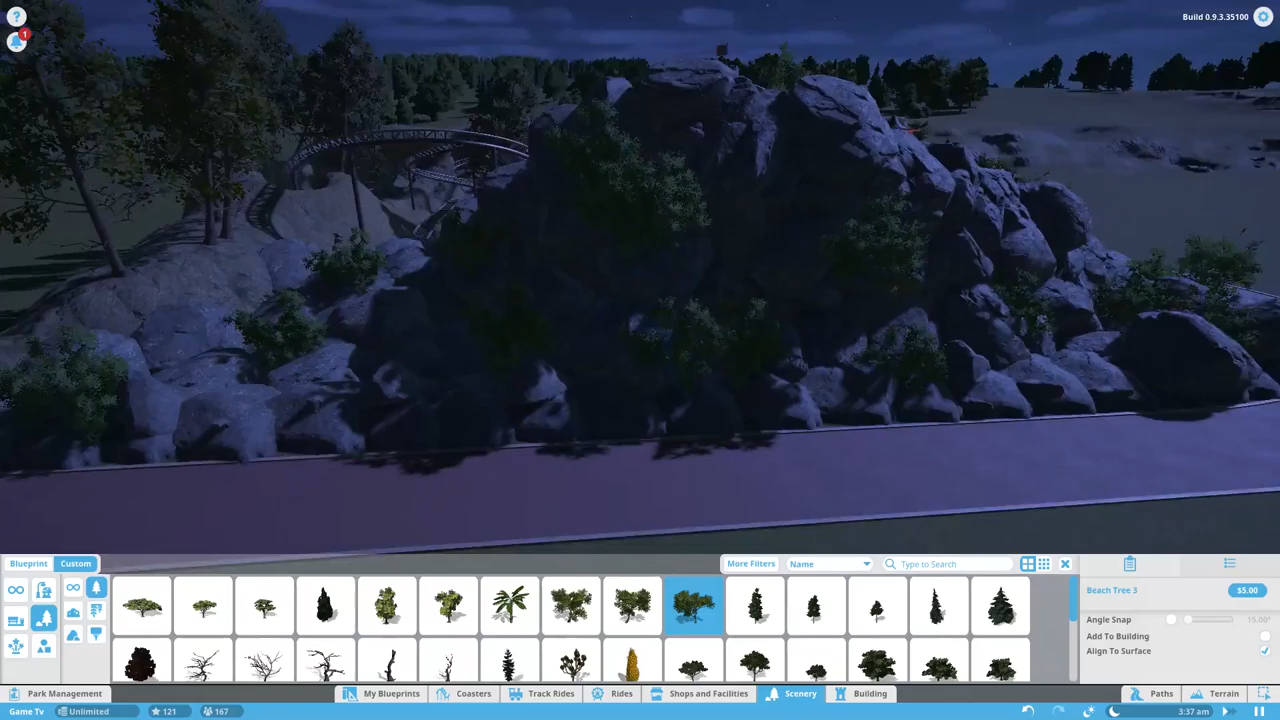 ?
Build 0.9.3.35100
1
Blueprint
Custom
More Filters
Name
Type to Search
Beach Tree 3
$5.00
Angle Snap
15.00°
Add To Building
Align To Surface
Park Management
My Blueprints
Coasters
Track Rides
Rides
Shops and Facilities
Scenery
Building
Paths
Terrain
Game Tv
Unlimited
121
167
3:37 am